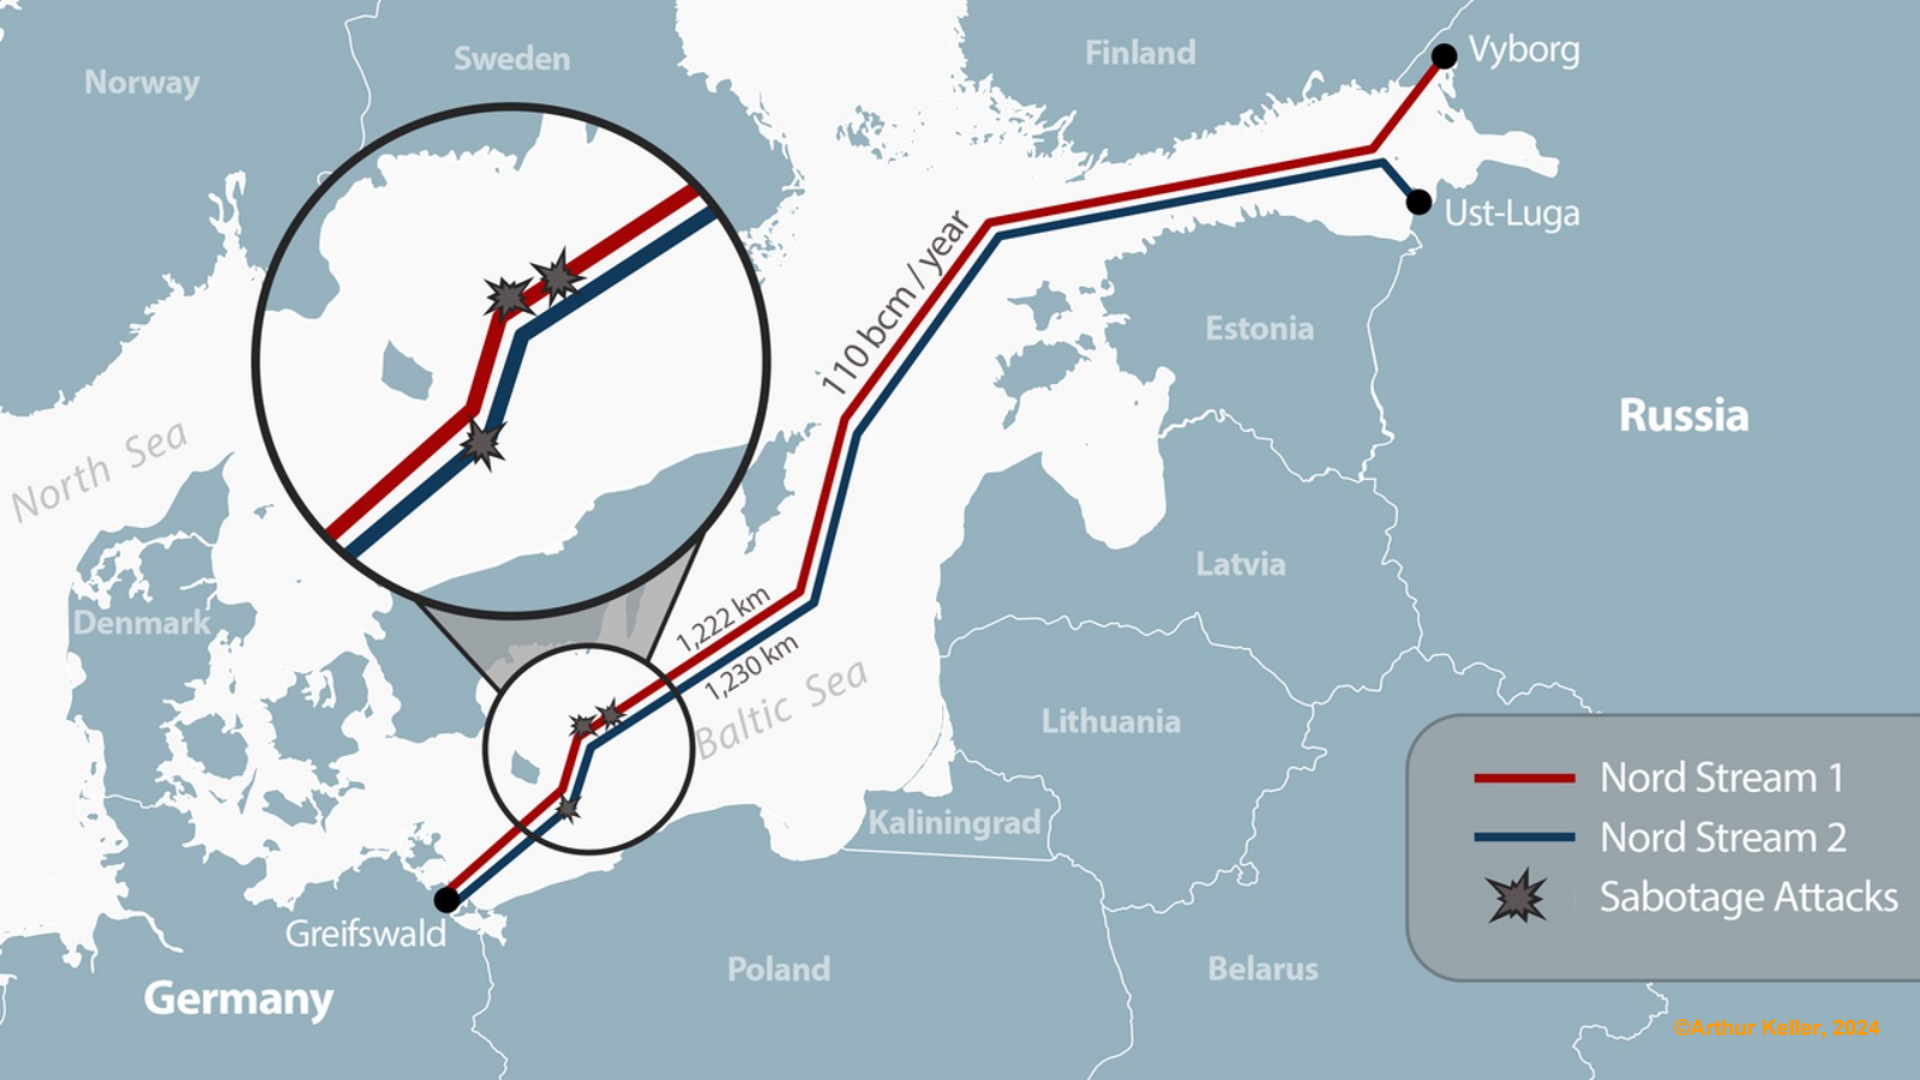 Norway
Sweden
Finland
Vyborg
Ust-Luga
110 bcm / year
Estonia
Russia
North Sea
Latvia
Denmark
1,222 km
1,230 km
Baltic Sea
Lithuania
Kaliningrad
Nord Stream 1
Nord Stream 2
Sabotage Attacks
Greifswald
Germany
Poland
Belarus
©Arthur Keller, 2024